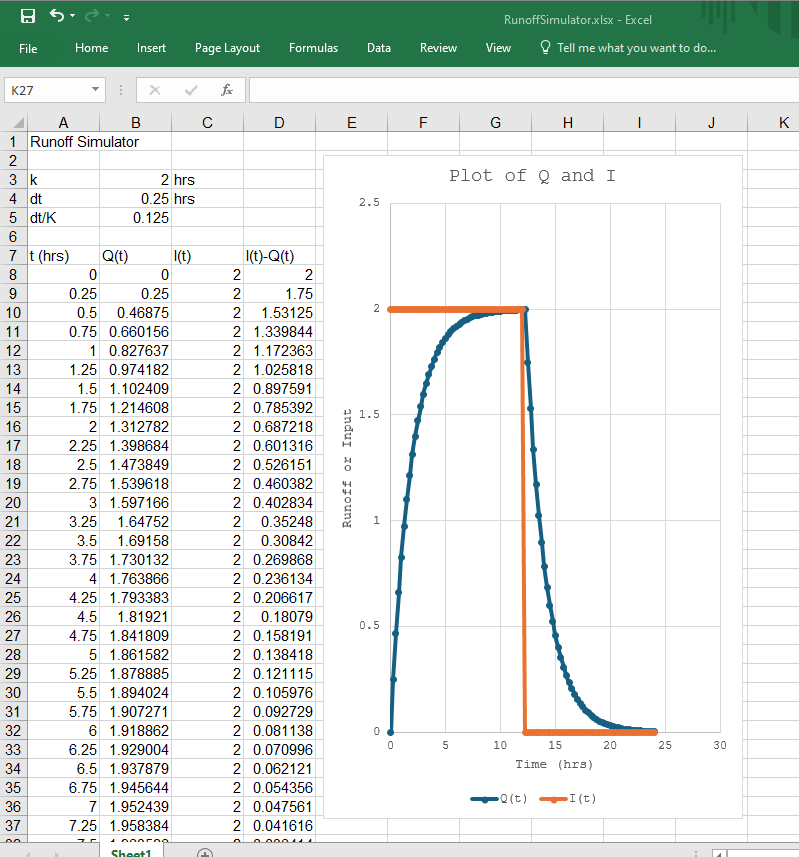 RunoffSimulator.xlsx - Excel
File Home Insert Page Layout Formulas Data Review View Tell me what you want to do...
K27 fx
A B C D E F G H I J K
1 Runoff Simulator
2
3 k 2 hrs
4 dt 0.25 hrs
5 dt/K 0.125
6
7 t (hrs) Q(t) I(t) I(t)-Q(t)
8 0 0 2 2
9 0.25 0.25 2 1.75
10 0.5 0.46875 2 1.53125
11 0.75 0.660156 2 1.339844
12 1 0.827637 2 1.172363
13 1.25 0.974182 2 1.025818
14 1.5 1.102409 2 0.897591
15 1.75 1.214608 2 0.785392
16 2 1.312782 2 0.687218
17 2.25 1.398684 2 0.601316
18 2.5 1.473849 2 0.526151
19 2.75 1.539618 2 0.460382
20 3 1.597166 2 0.402834
21 3.25 1.64752 2 0.35248
22 3.5 1.69158 2 0.30842
23 3.75 1.730132 2 0.269868
24 4 1.763866 2 0.236134
25 4.25 1.793383 2 0.206617
26 4.5 1.81921 2 0.18079
27 4.75 1.841809 2 0.158191
28 5 1.861582 2 0.138418
29 5.25 1.878885 2 0.121115
30 5.5 1.894024 2 0.105976
31 5.75 1.907271 2 0.092729
32 6 1.918862 2 0.081138
33 6.25 1.929004 2 0.070996
34 6.5 1.937879 2 0.062121
35 6.75 1.945644 2 0.054356
36 7 1.952439 2 0.047561
37 7.25 1.958384 2 0.041616
Plot of Q and I
Runoff or Input
2.5
2
1.5
1
0.5
0
0 5 10 15 20 25 30
Time (hrs)
Q(t) I(t)
Sheet1